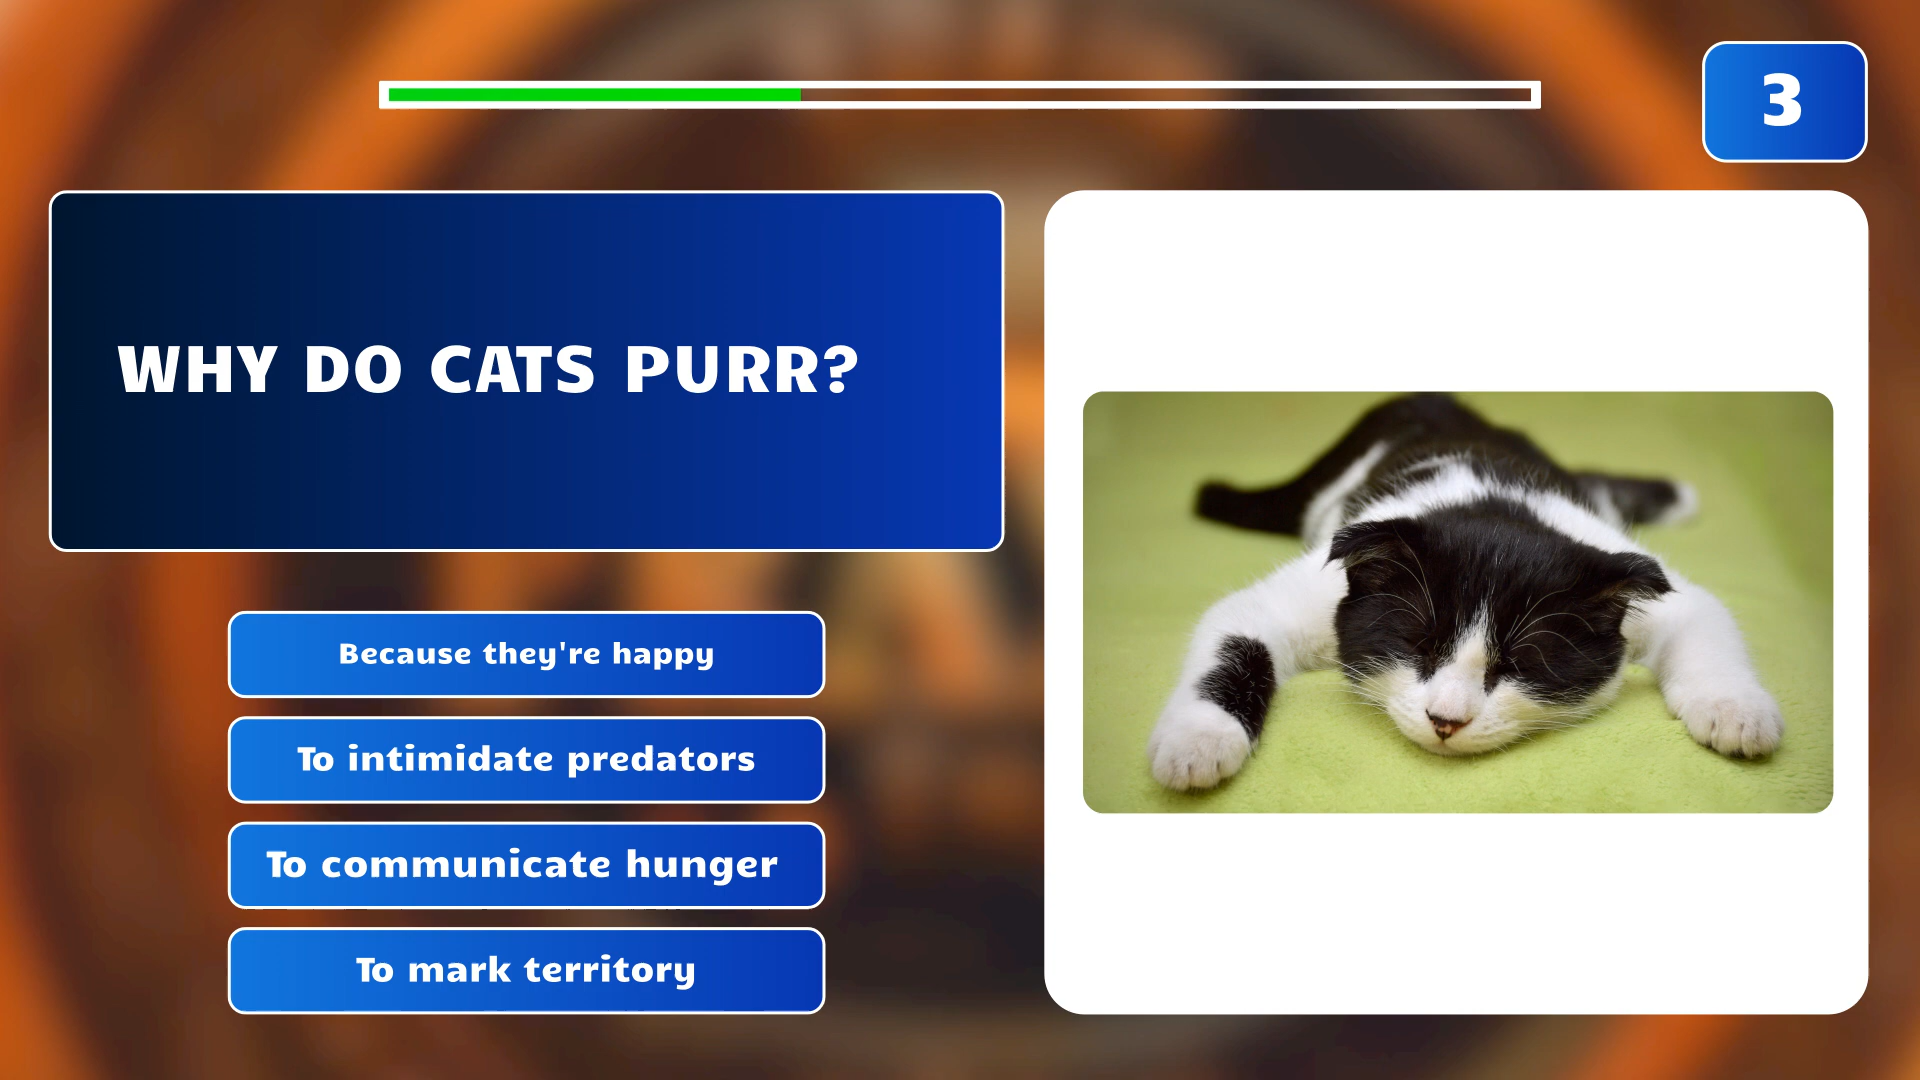 3
WHY DO CATS PURR?
Because they're happy
To intimidate predators
To communicate hunger
To mark territory